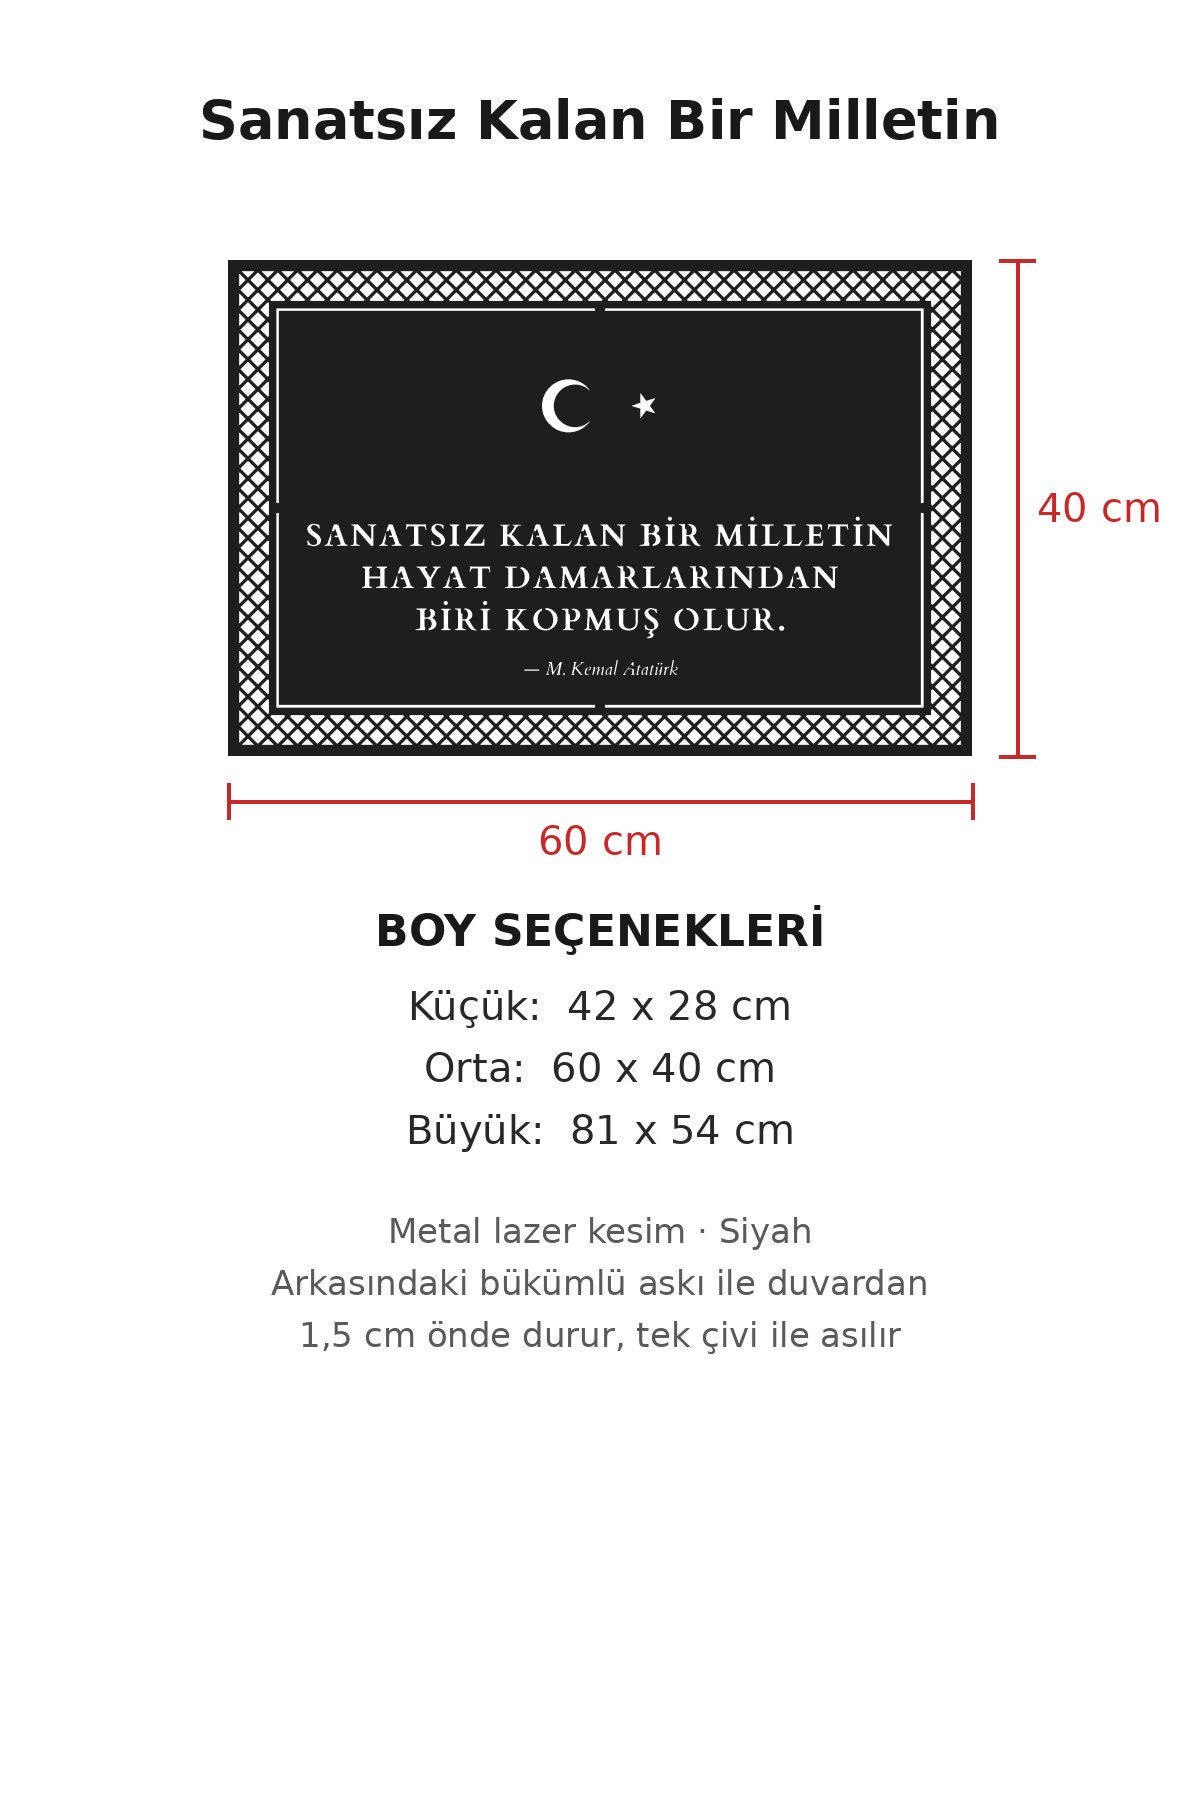 Sanatsız Kalan Bir Milletin
SANATSIZ KALAN BİR MİLLETİN
HAYAT DAMARLARINDAN
BİRİ KOPMUŞ OLUR.
— M. Kemal Atatürk
40 cm
60 cm
BOY SEÇENEKLERİ
Küçük: 42 x 28 cm
Orta: 60 x 40 cm
Büyük: 81 x 54 cm
Metal lazer kesim · Siyah
Arkasındaki bükümlü askı ile duvardan
1,5 cm önde durur, tek çivi ile asılır